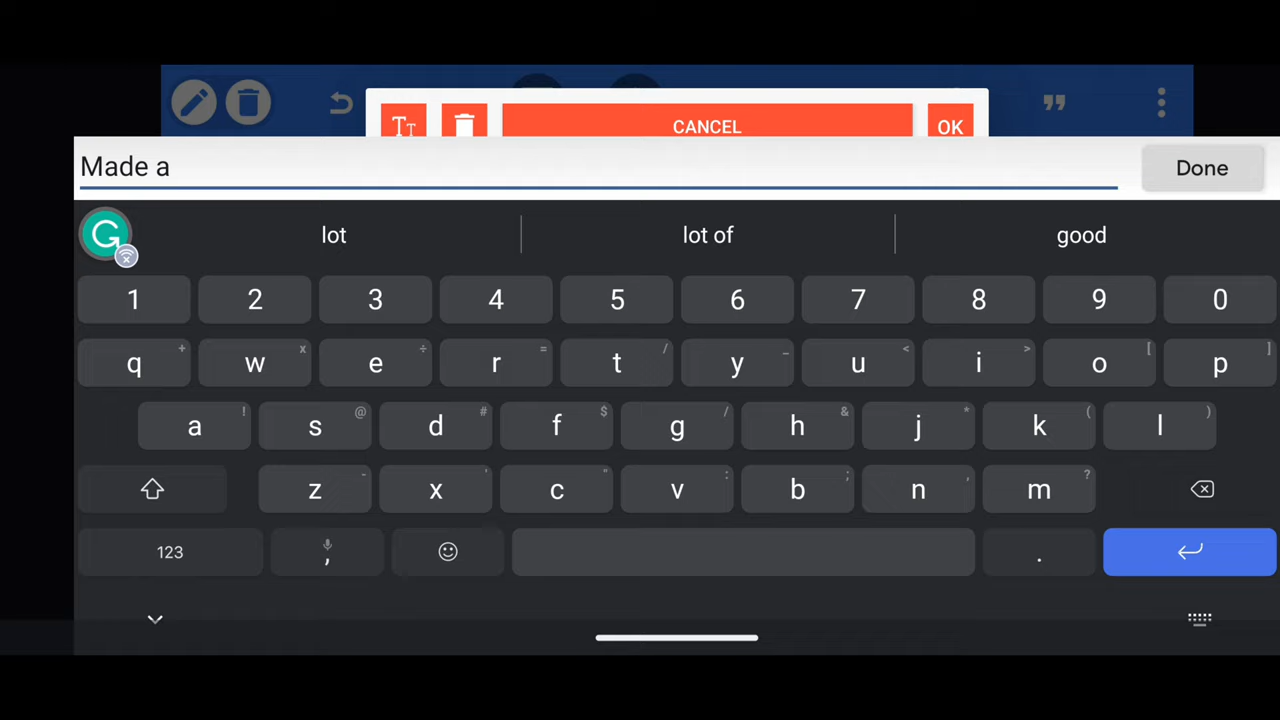 Tт
CANCEL
OK
Made a
Done
lot
lot of
good
1 2 3 4 5 6 7 8 9 0
q + w x e ÷ r = t / y _ u < i > o [ p ]
a ! s @ d # f $ g / h & j * k ( l )
z - x ' c " v : b ; n , m ?
123 , .